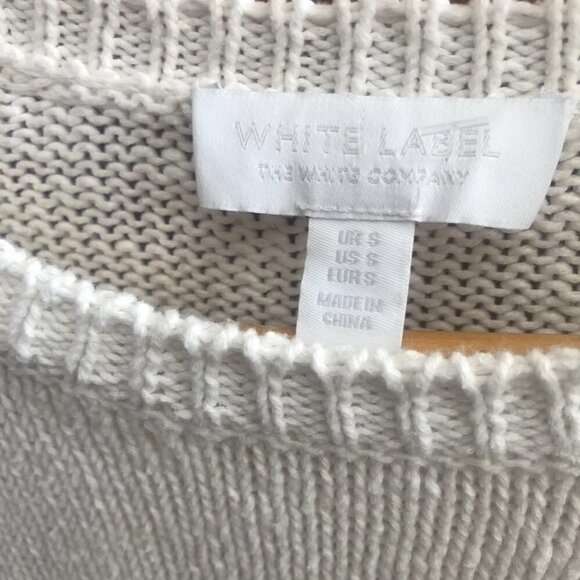 WHITE LABEL
THE WHITE COMPANY
UK S
US S
EUR S
MADE IN
CHINA